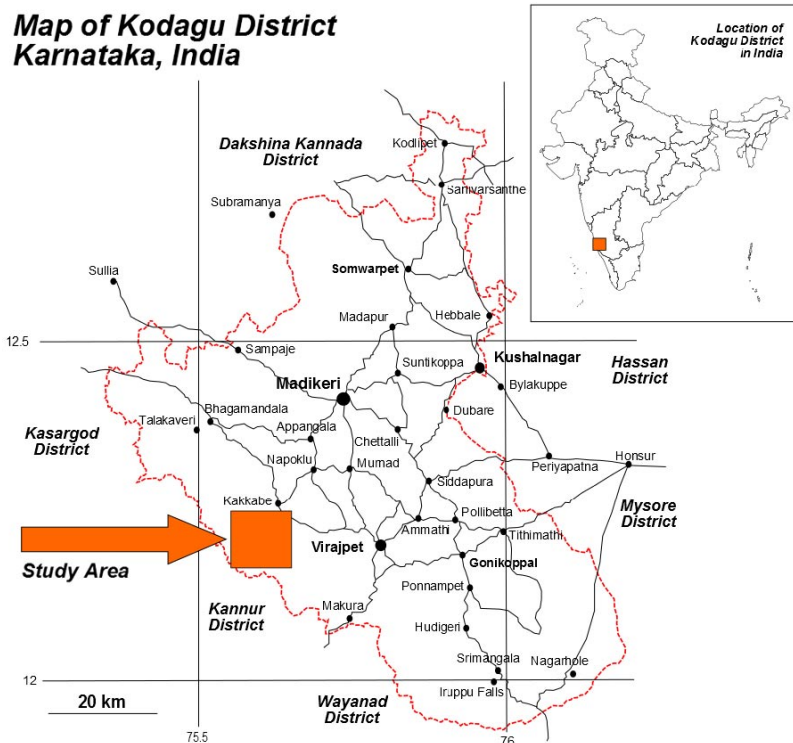 Map of Kodagu District
Karnataka, India
Location of
Kodagu District
in India
Dakshina Kannada
District
Kodlipet
Sanivarsanthe
Subramanya
Somwarpet
Sullia
Madapur
Hebbale
12.5
Sampaje
Suntikoppa
Kushalnagar
Hassan
District
Madikeri
Bylakuppe
Bhagamandala
Dubare
Talakaveri
Appangala
Chettalli
Kasargod
District
Napoklu
Murnad
Periyapatna
Honsur
Siddapura
Kakkabe
Mysore
District
Pollibetta
Ammathi
Tithimathi
Virajpet
Gonikoppal
Study Area
Ponnampet
Kannur
District
Makura
Hudigeri
Srimangala
Nagarhole
12
Iruppu Falls
20 km
Wayanad
District
75.5
76